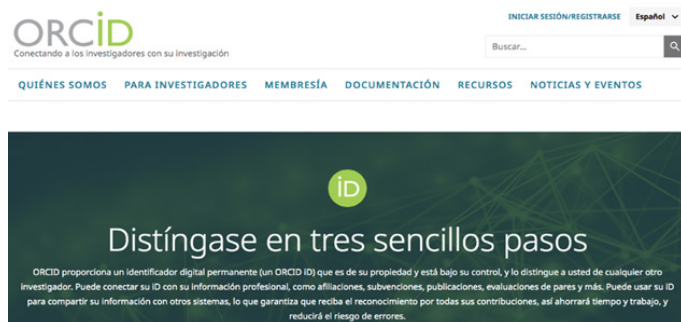 INICIAR SESIÓN/REGISTRARSE Español
ORCiD
Conectando a los investigadores con su investigación
Buscar...
QUIÉNES SOMOS PARA INVESTIGADORES MEMBRESÍA DOCUMENTACIÓN RECURSOS NOTICIAS Y EVENTOS
iD
Distíngase en tres sencillos pasos
ORCID proporciona un identificador digital permanente (un ORCID iD) que es de su propiedad y está bajo su control, y lo distingue a usted de cualquier otro
investigador. Puede conectar su iD con su información profesional, como afiliaciones, subvenciones, publicaciones, evaluaciones de pares y más. Puede usar su iD
para compartir su información con otros sistemas, lo que garantiza que reciba el reconocimiento por todas sus contribuciones, así ahorrará tiempo y trabajo, y
reducirá el riesgo de errores.